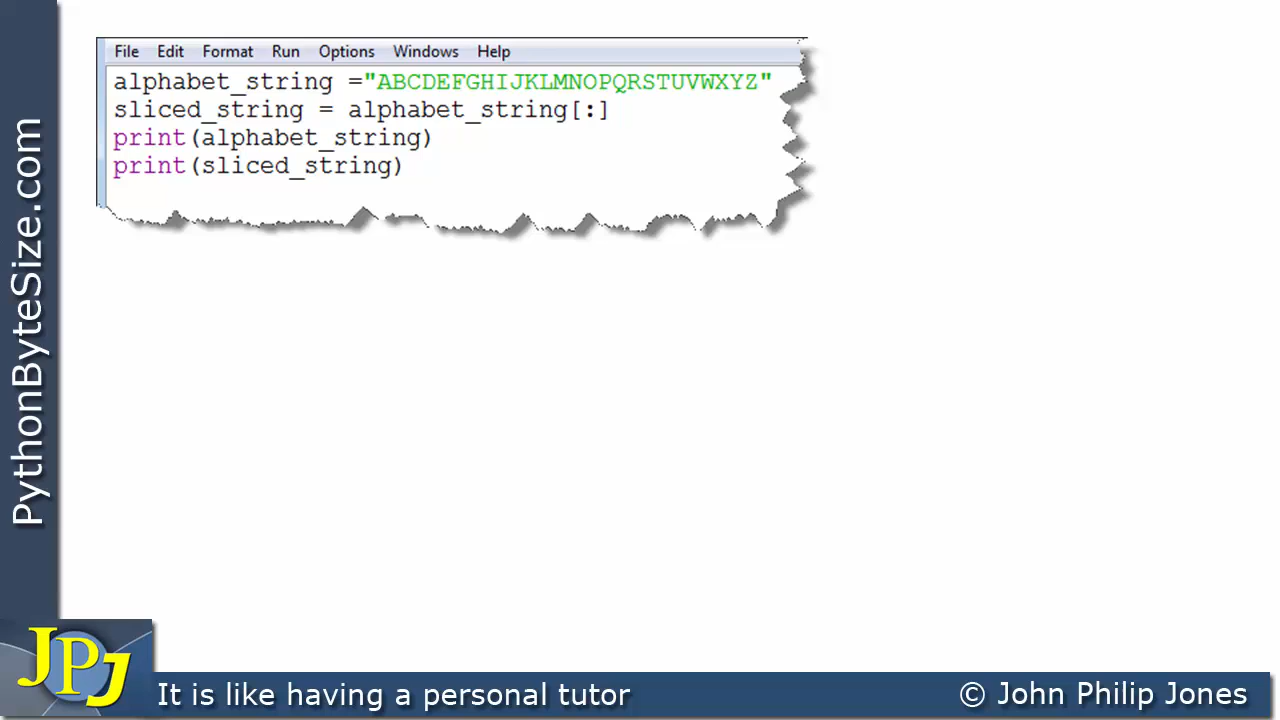 File Edit Format Run Options Windows Help
alphabet_string ="ABCDEFGHIJKLMNOPQRSTUVWXYZ"
sliced_string = alphabet_string[:]
print(alphabet_string)
print(sliced_string)
PythonByteSize.com
JPJ
It is like having a personal tutor
© John Philip Jones